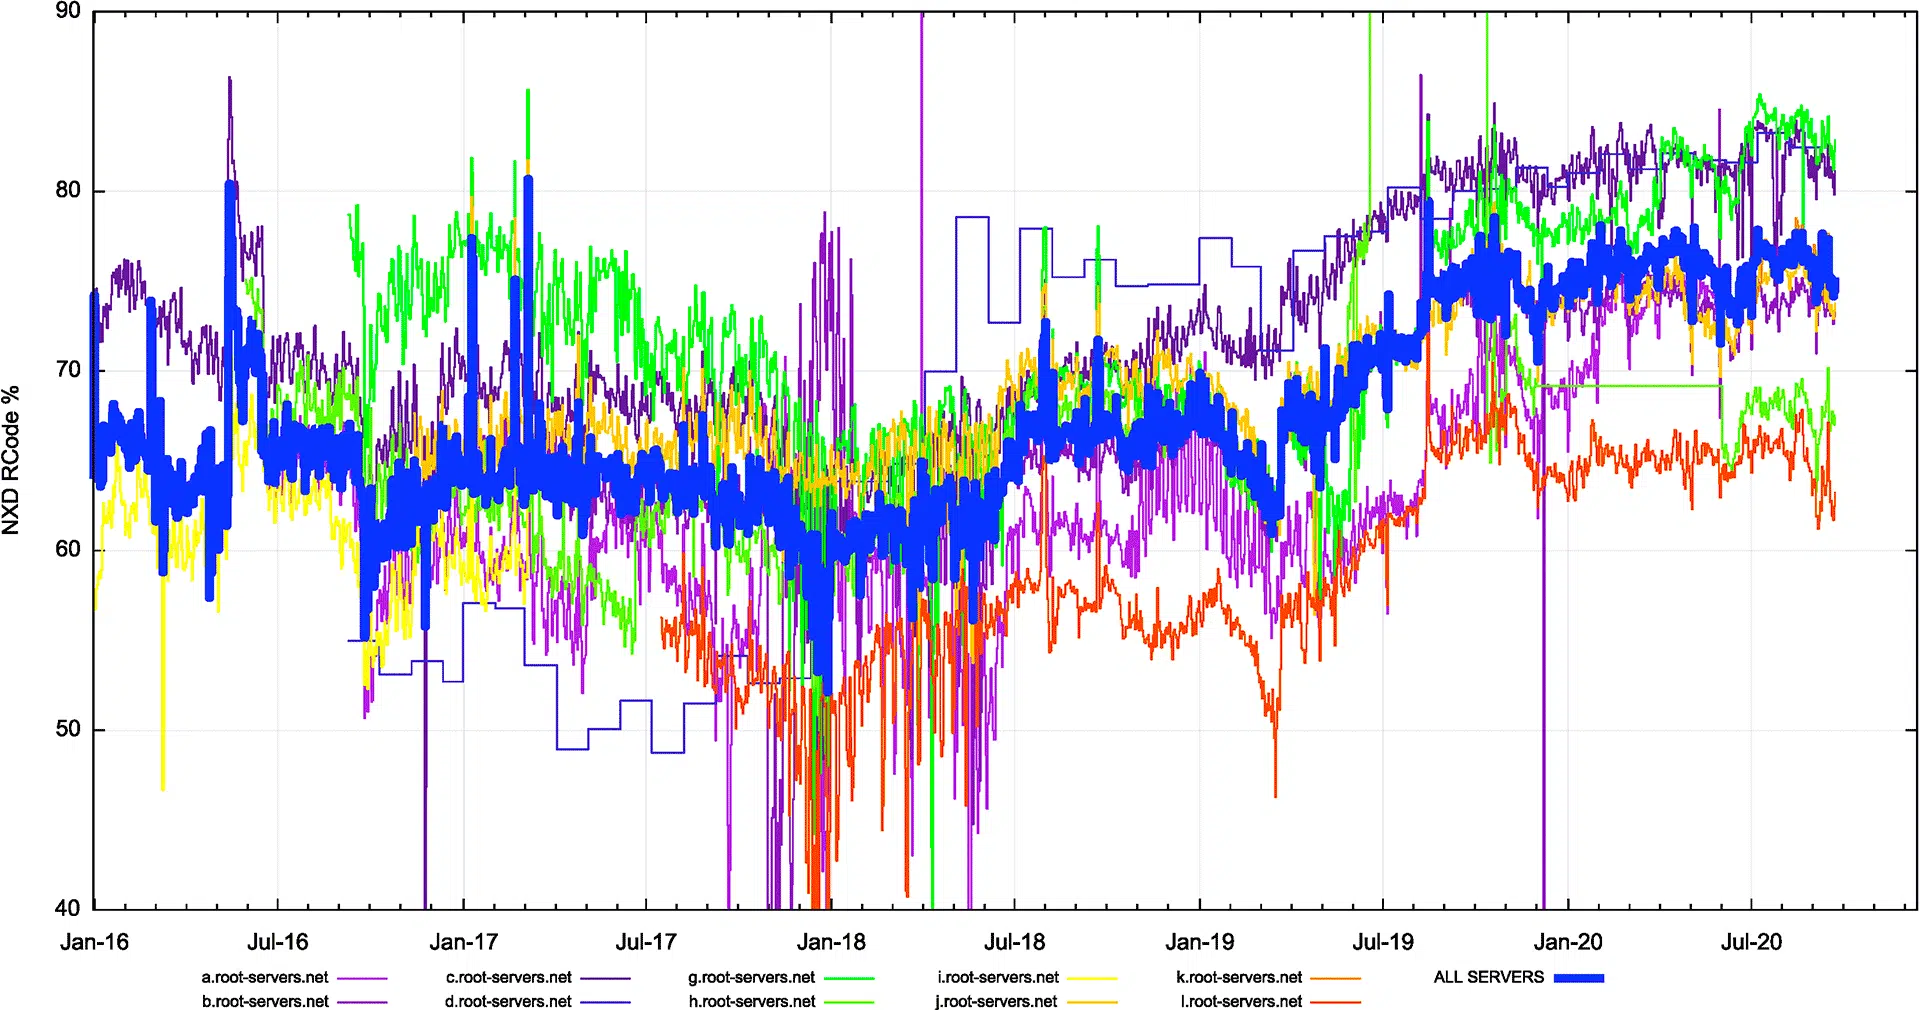 90
80
70
60
50
40
NXD RCode %
Jan-16 Jul-16 Jan-17 Jul-17 Jan-18 Jul-18 Jan-19 Jul-19 Jan-20 Jul-20
a.root-servers.net c.root-servers.net g.root-servers.net i.root-servers.net k.root-servers.net ALL SERVERS
b.root-servers.net d.root-servers.net h.root-servers.net j.root-servers.net l.root-servers.net